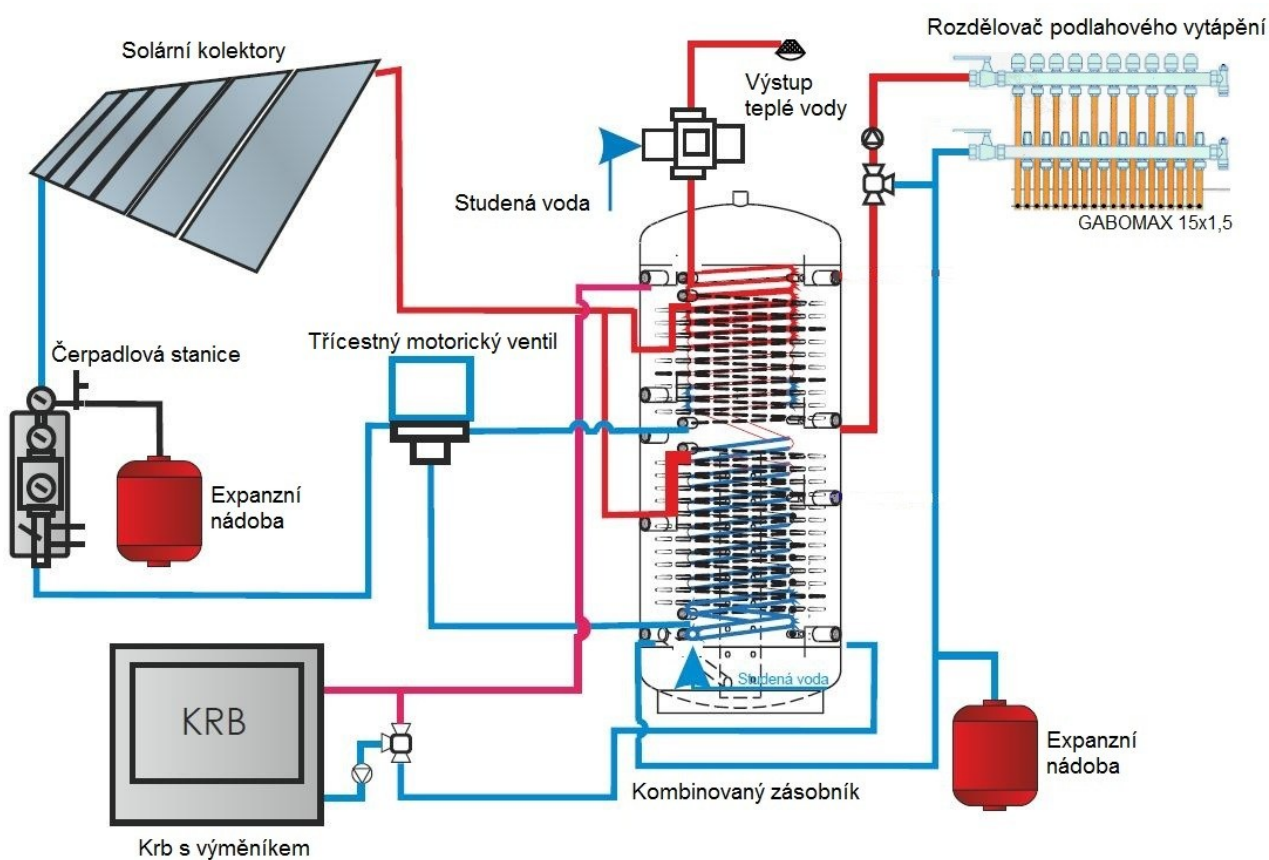 Solární kolektory
Rozdělovač podlahového vytápění
Výstup
teplé vody
Studená voda
GABOMAX 15x1,5
Třícestný motorický ventil
Čerpadlová stanice
Expanzní
nádoba
Studená voda
KRB
Expanzní
nádoba
Kombinovaný zásobník
Krb s výměníkem